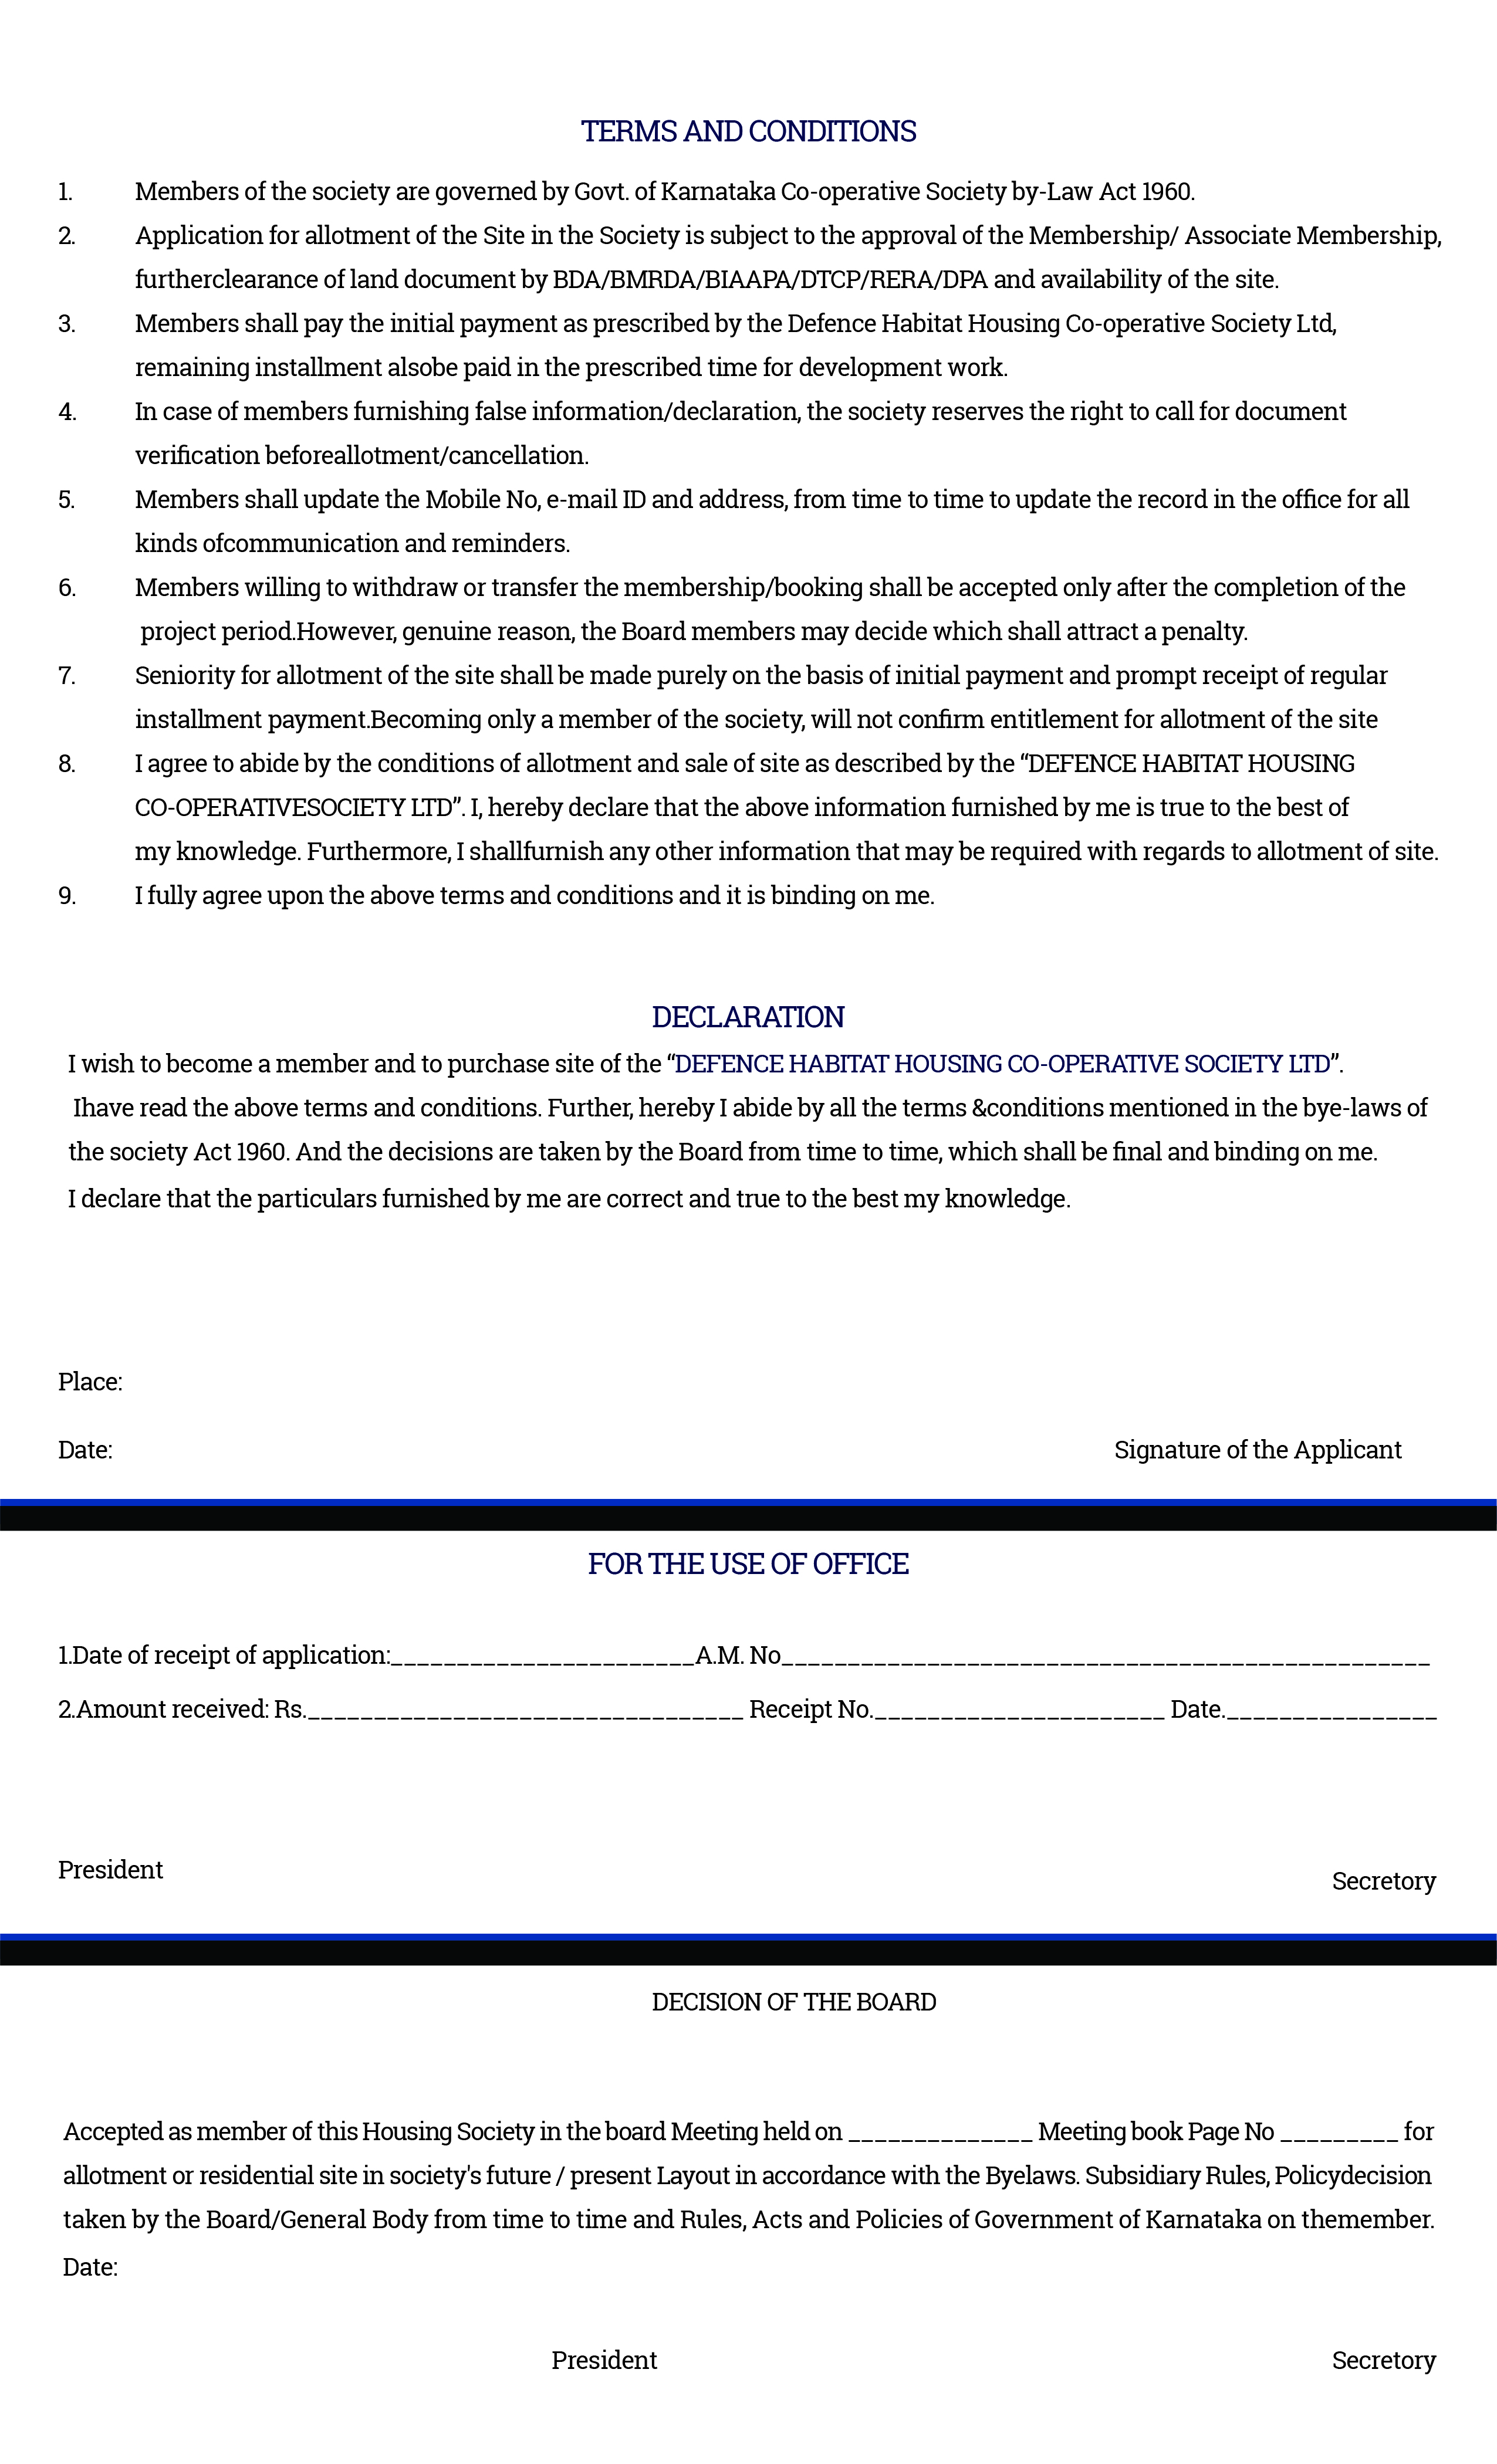 TERMS AND CONDITIONS
1. Members of the society are governed by Govt. of Karnataka Co-operative Society by-Law Act 1960.
2. Application for allotment of the Site in the Society is subject to the approval of the Membership/ Associate Membership,
furtherclearance of land document by BDA/BMRDA/BIAAPA/DTCP/RERA/DPA and availability of the site.
3. Members shall pay the initial payment as prescribed by the Defence Habitat Housing Co-operative Society Ltd,
remaining installment alsobe paid in the prescribed time for development work.
4. In case of members furnishing false information/declaration, the society reserves the right to call for document
verification beforeallotment/cancellation.
5. Members shall update the Mobile No, e-mail ID and address, from time to time to update the record in the office for all
kinds ofcommunication and reminders.
6. Members willing to withdraw or transfer the membership/booking shall be accepted only after the completion of the
project period.However, genuine reason, the Board members may decide which shall attract a penalty.
7. Seniority for allotment of the site shall be made purely on the basis of initial payment and prompt receipt of regular
installment payment.Becoming only a member of the society, will not confirm entitlement for allotment of the site
8. I agree to abide by the conditions of allotment and sale of site as described by the “DEFENCE HABITAT HOUSING
CO-OPERATIVESOCIETY LTD”. I, hereby declare that the above information furnished by me is true to the best of
my knowledge. Furthermore, I shallfurnish any other information that may be required with regards to allotment of site.
9. I fully agree upon the above terms and conditions and it is binding on me.
DECLARATION
I wish to become a member and to purchase site of the “DEFENCE HABITAT HOUSING CO-OPERATIVE SOCIETY LTD”.
Ihave read the above terms and conditions. Further, hereby I abide by all the terms &conditions mentioned in the bye-laws of
the society Act 1960. And the decisions are taken by the Board from time to time, which shall be final and binding on me.
I declare that the particulars furnished by me are correct and true to the best my knowledge.
Place:
Date: Signature of the Applicant
FOR THE USE OF OFFICE
1.Date of receipt of application:_______________________A.M. No_________________________________________________
2.Amount received: Rs._________________________________ Receipt No.______________________ Date.________________
President Secretory
DECISION OF THE BOARD
Accepted as member of this Housing Society in the board Meeting held on ______________ Meeting book Page No _________ for
allotment or residential site in society's future / present Layout in accordance with the Byelaws. Subsidiary Rules, Policydecision
taken by the Board/General Body from time to time and Rules, Acts and Policies of Government of Karnataka on themember.
Date:
President Secretory